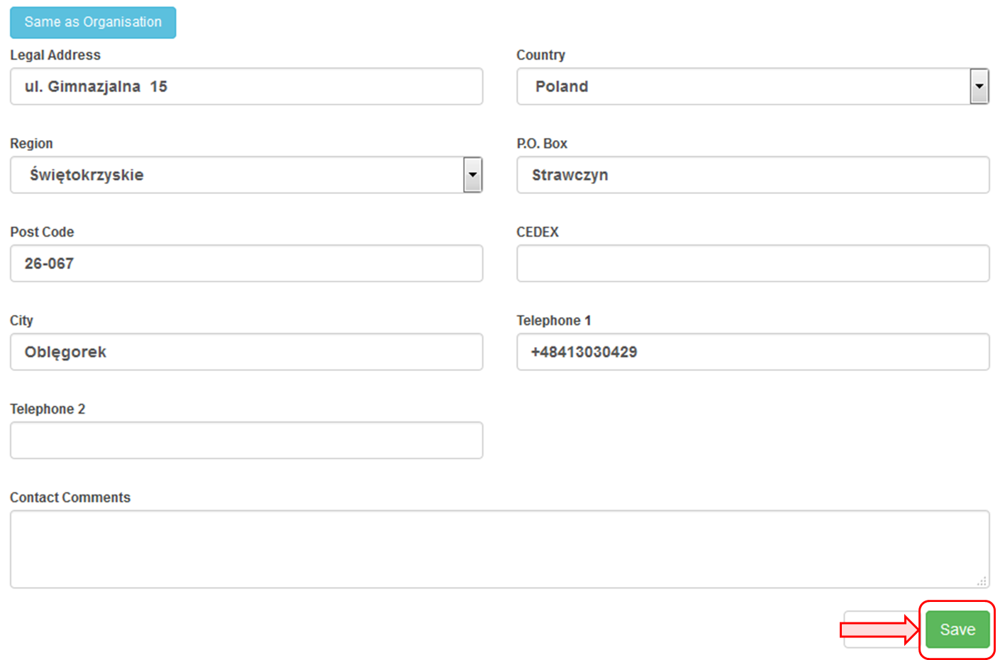 Same as Organisation
Legal Address
Country
ul. Gimnazjalna  15
Poland
Region
P.O. Box
Świętokrzyskie
Strawczyn
Post Code
CEDEX
26-067
City
Telephone 1
Oblęgorek
+48413030429
Telephone 2
Contact Comments
Save